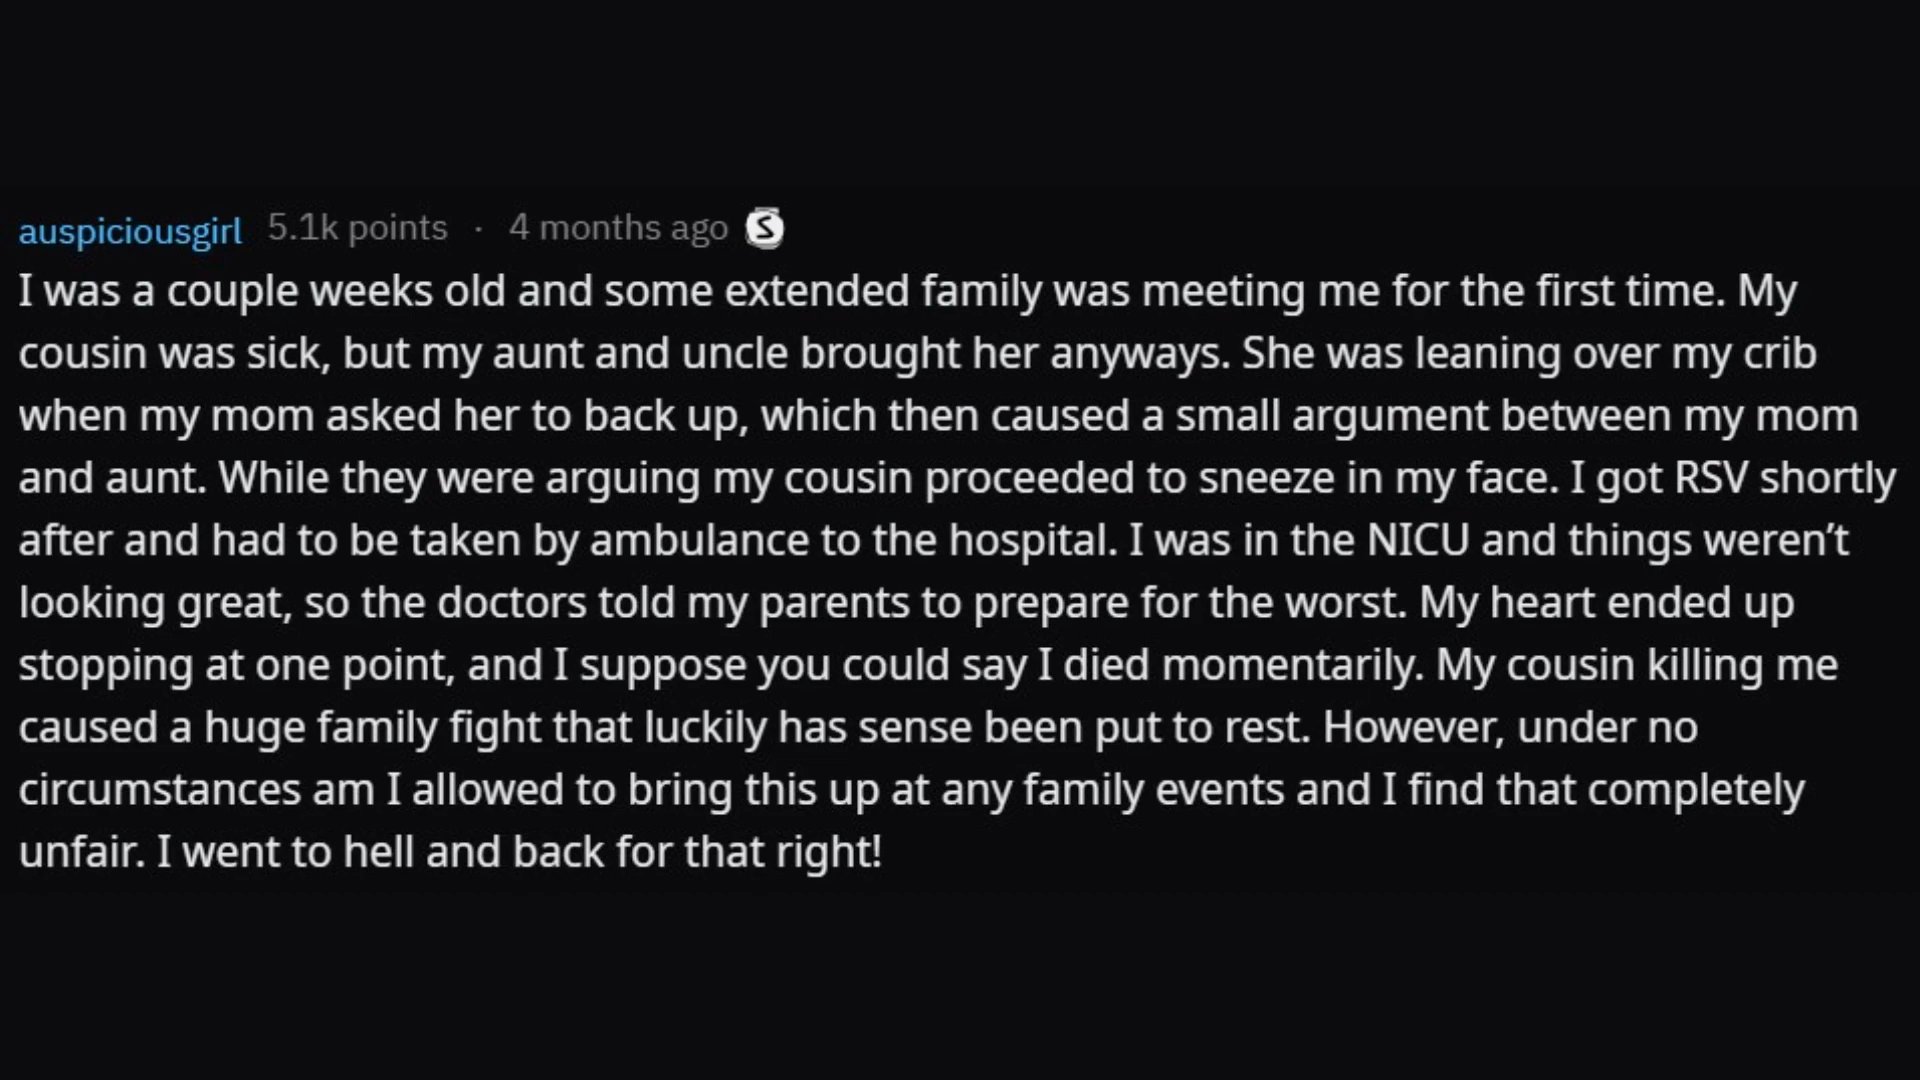 auspiciousgirl 5.1k points · 4 months ago S
I was a couple weeks old and some extended family was meeting me for the first time. My
cousin was sick, but my aunt and uncle brought her anyways. She was leaning over my crib
when my mom asked her to back up, which then caused a small argument between my mom
and aunt. While they were arguing my cousin proceeded to sneeze in my face. I got RSV shortly
after and had to be taken by ambulance to the hospital. I was in the NICU and things weren’t
looking great, so the doctors told my parents to prepare for the worst. My heart ended up
stopping at one point, and I suppose you could say I died momentarily. My cousin killing me
caused a huge family fight that luckily has sense been put to rest. However, under no
circumstances am I allowed to bring this up at any family events and I find that completely
unfair. I went to hell and back for that right!